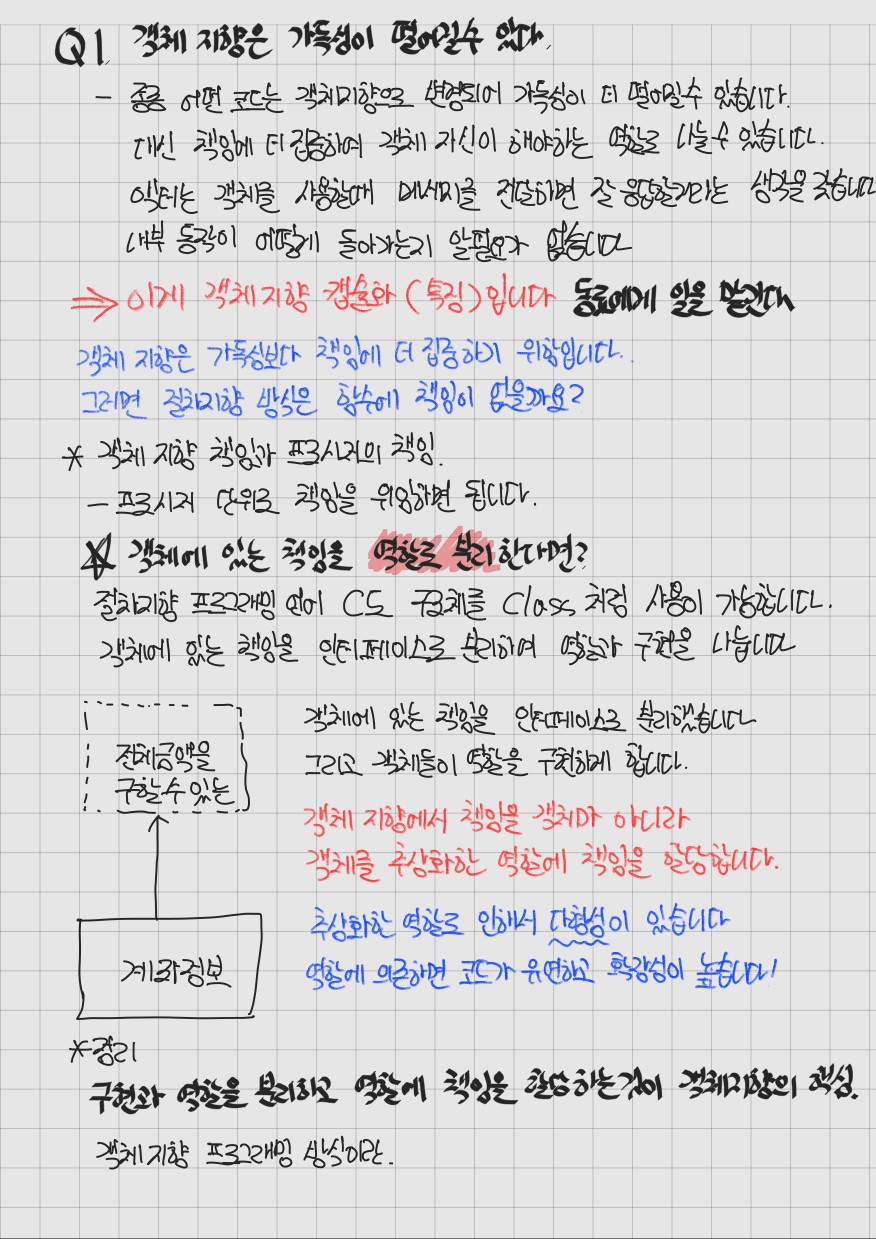 Q1. 객체 지향은 가독성이 떨어질수 있다.
- 종종 어떤 코드는 객체지향으로 변경되어 가독성이 더 떨어질수 있습니다.
대신 책임에 더 집중하여 객체 자신이 해야하는 역할로 나눌수 있습니다.
액터는 객체를 사용할때 메세지를 전달하면 잘 응답할거라는 생각을 갖습니다
내부 동작이 어떻게 돌아가는지 알필요가 없습니다
⇒ 이게 객체 지향 캡슐화 (특징) 입니다 동료에게 일을 맡긴다
객체 지향은 가독성보다 책임에 더 집중하기 위함입니다..
그러면 절차지향 방식은 함수에 책임이 없을까요?
* 객체 지향 책임과 프로시저의 책임.
- 프로시저 단위로 책임을 위임하면 됩니다.
☆ 객체에 있는 책임을 역할로 분리한다면?
절차지향 프로그래밍 언어 C도 구조체를 Class 처럼 사용이 가능합니다.
객체에 있는 책임을 인터페이스로 분리하여 역할과 구현을 나눕니다
전체금액을
구할수 있는
계좌정보
객체에 있는 책임을 인터페이스로 분리했습니다
그리고 객체들이 역할을 구현하게 합니다.
객체 지향에서 책임을 객체가 아니라
객체를 추상화한 역할에 책임을 할당합니다.
추상화한 역할로 인해서 다형성이 있습니다
역할에 의존하면 코드가 유연하고 확장성이 높습니다!
* 정리
구현과 역할을 분리하고 역할에 책임을 할당하는것이 객체지향의 핵심.
객체 지향 프로그래밍 방식이란.